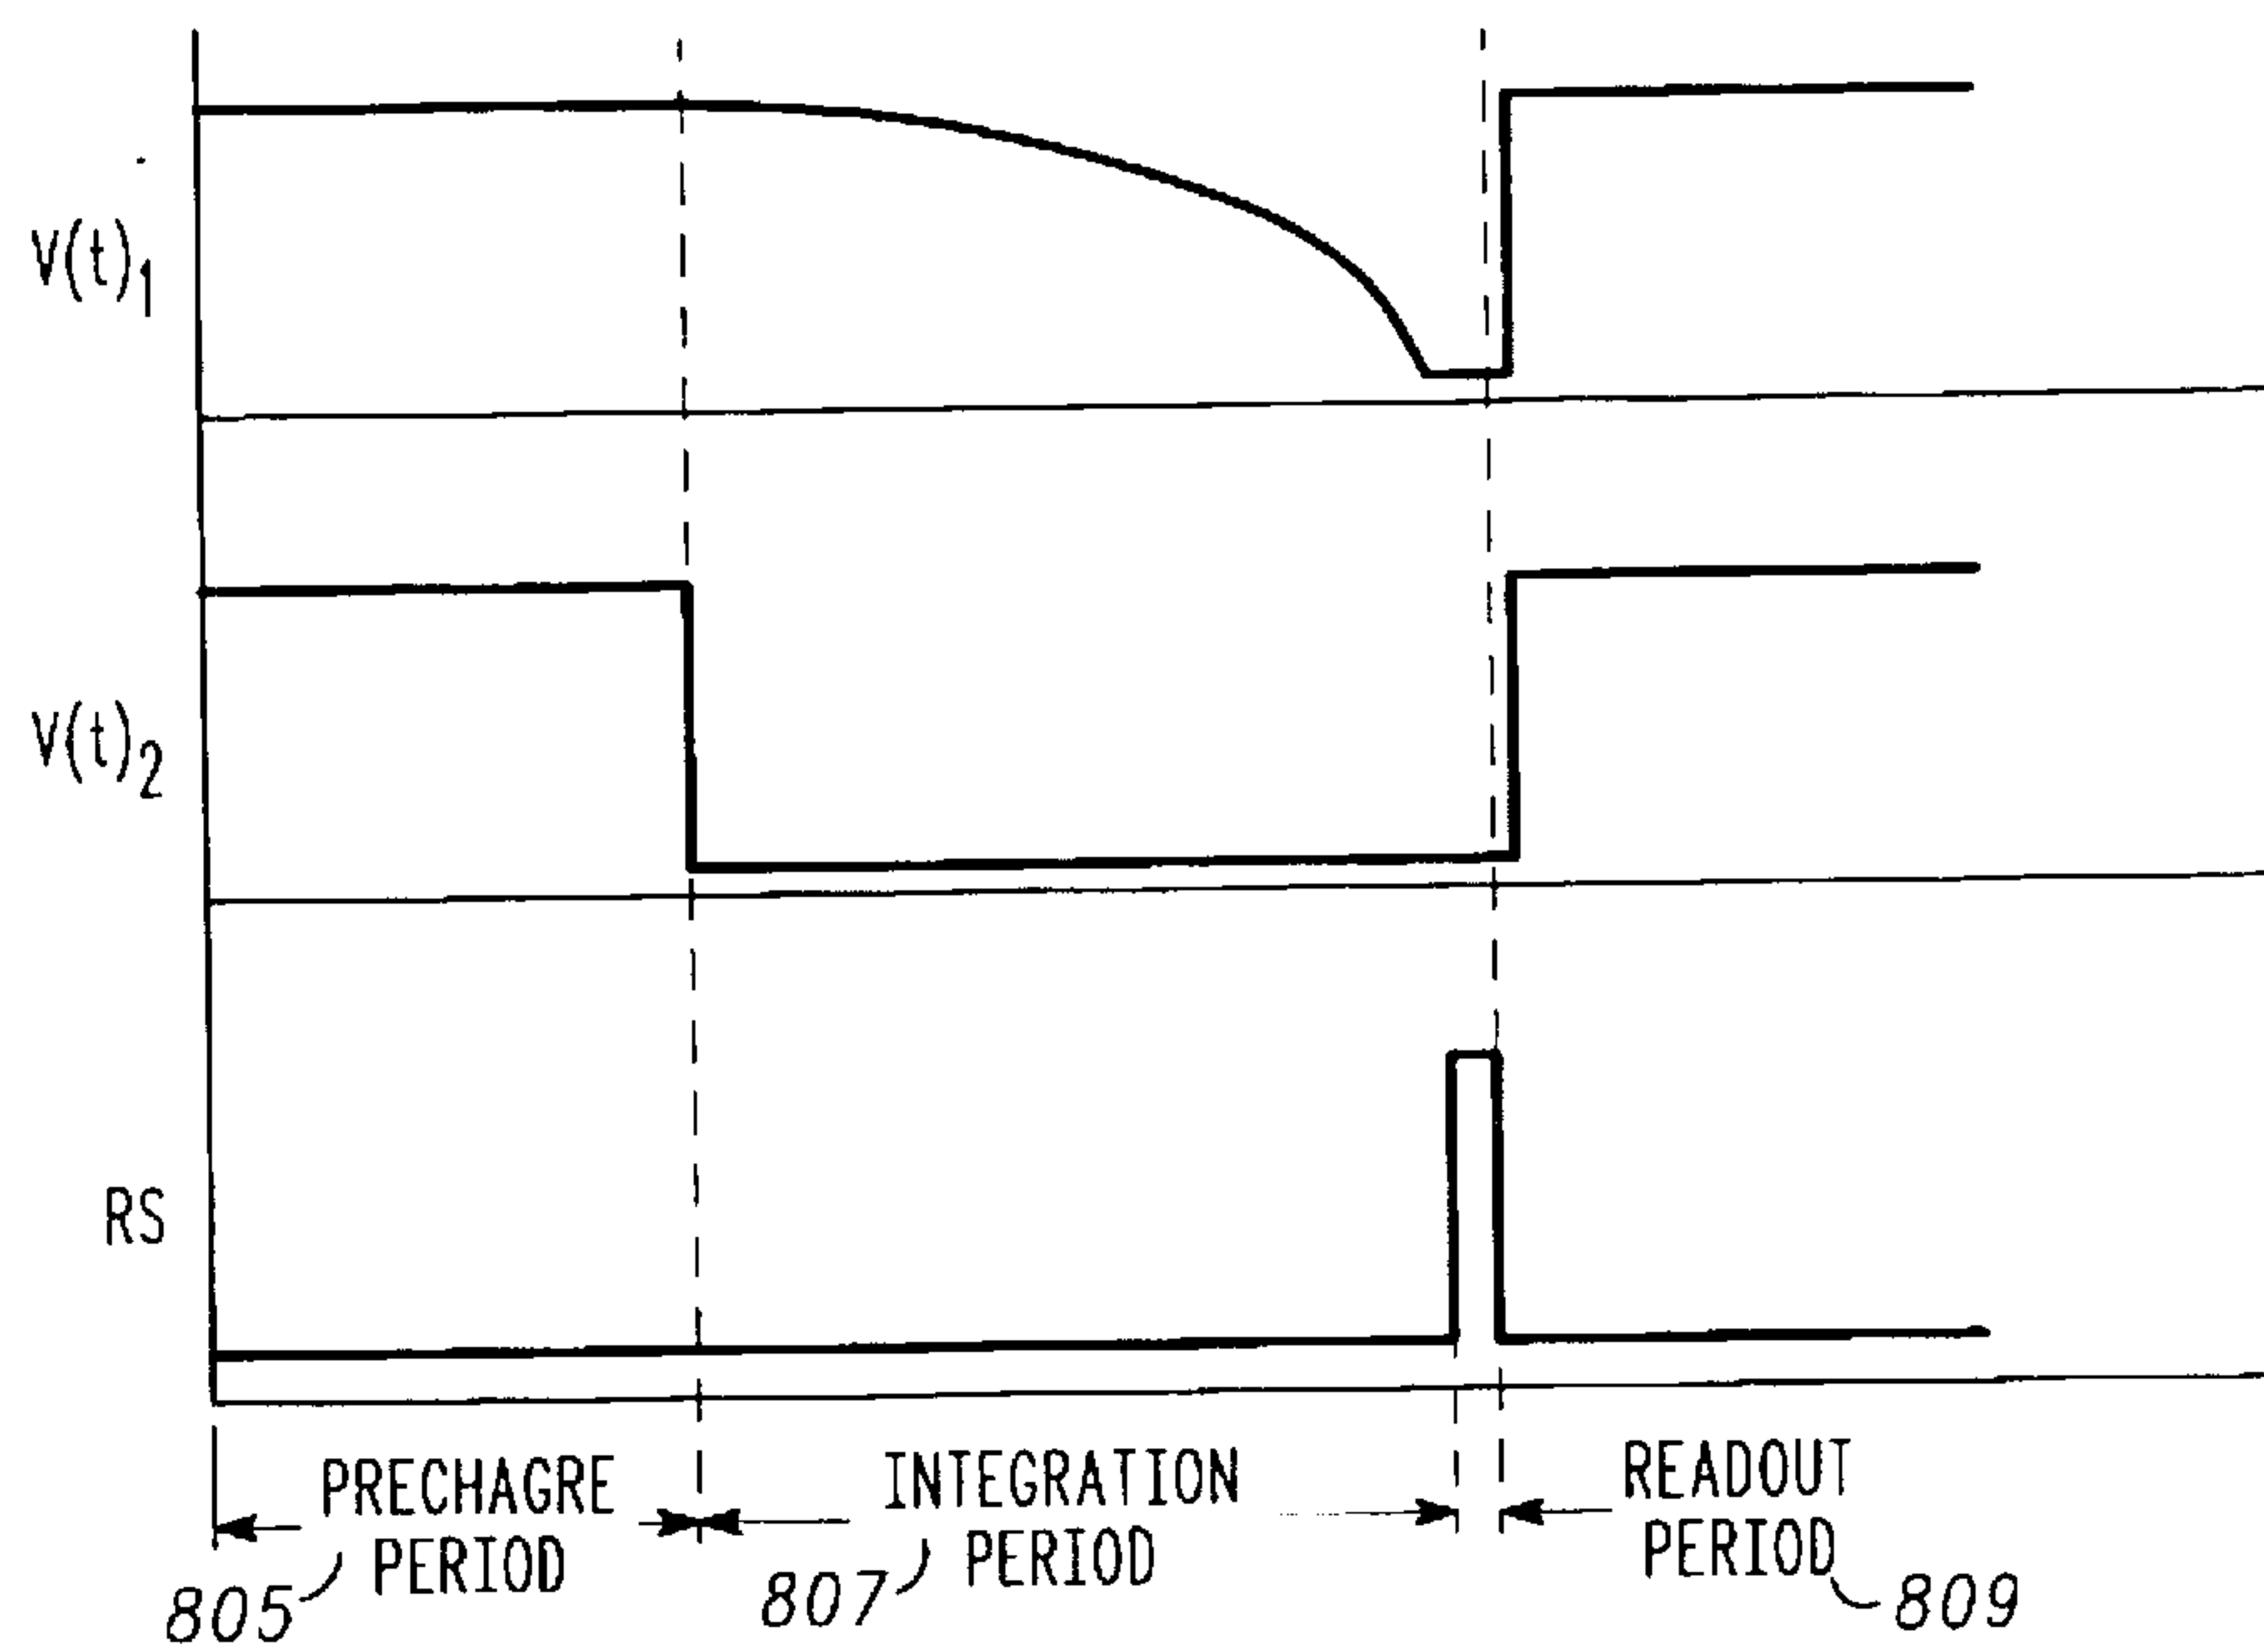 V(t)1
V(t)2
RS
PRECHAGRE
PERIOD
805
INTEGRATION
PERIOD
807
READOUT
PERIOD
809